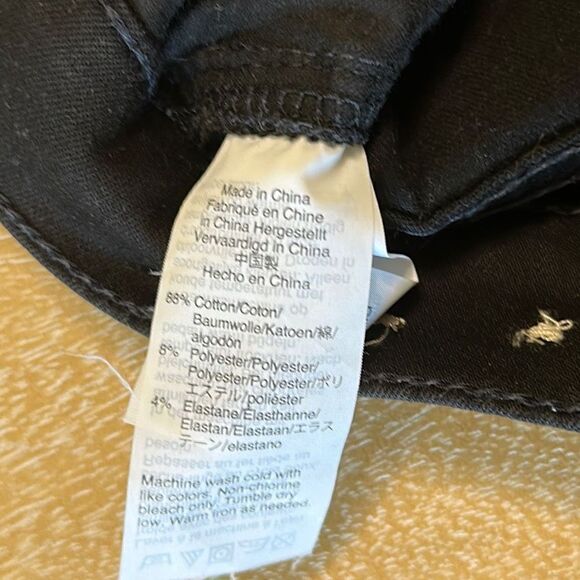 Made in China
Fabriqué en Chine
in China Hergestellt
Vervaardigd in China
中国製
Hecho en China
88% Cotton/Coton/
Baumwolle/Katoen/綿/
algodón
8% Polyester/Polyester/
Polyester/Polyester/ポリ
エステル/poliéster
4% Elastane/Élasthanne/
Elastan/Elastaan/エラス
テーン/elastano
Machine wash cold with
like colors. Non-chlorine
bleach only. Tumble dry
low. Warm iron as needed.